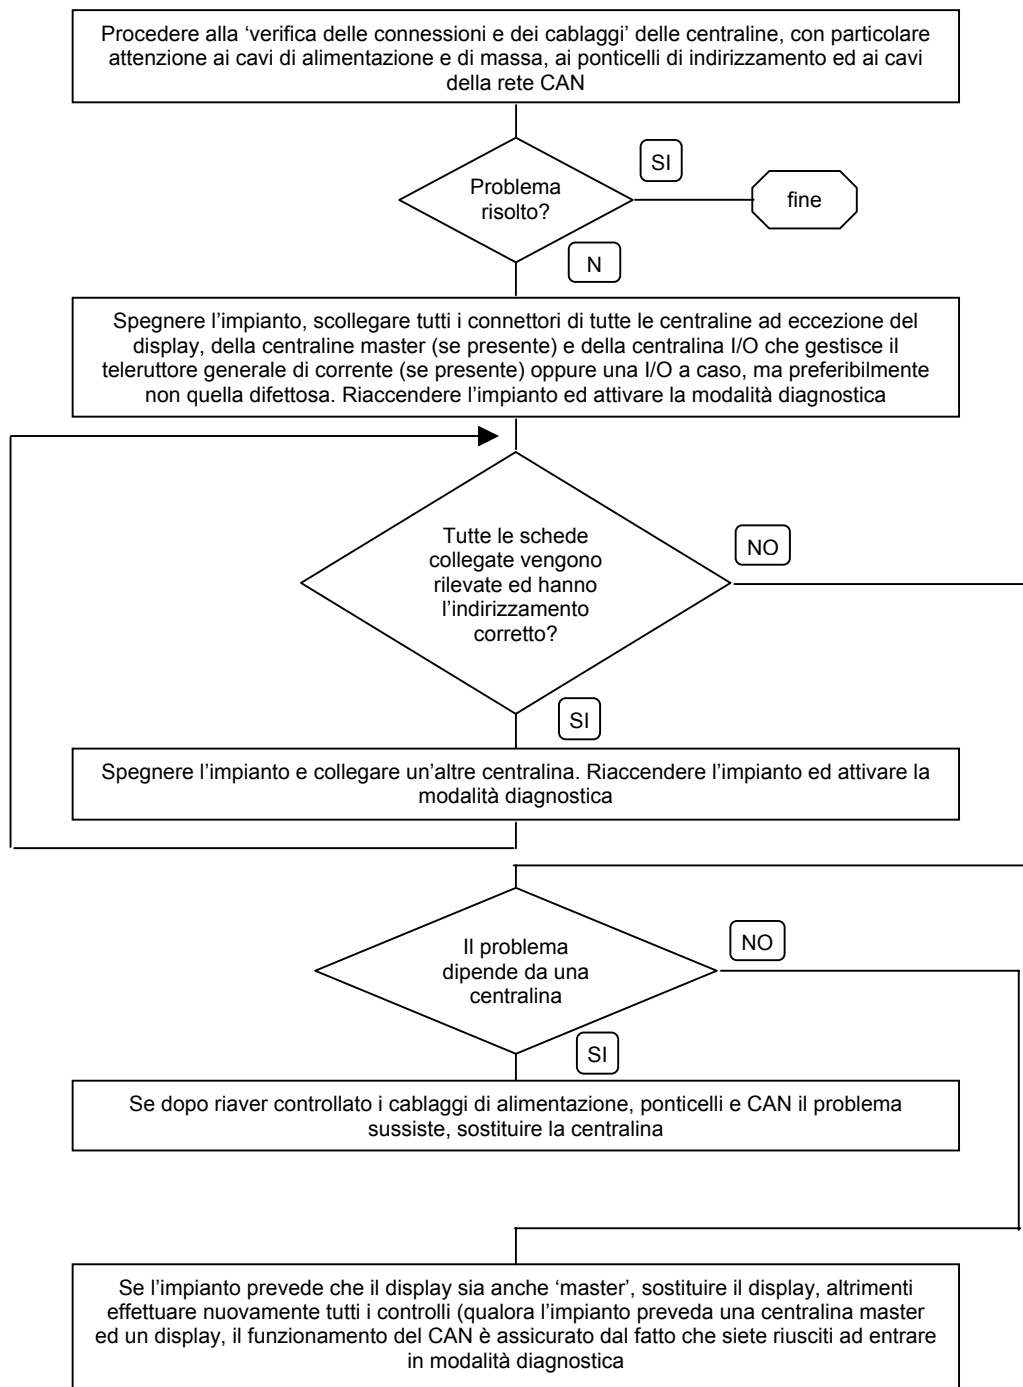 Procedere alla ‘verifica delle connessioni e dei cablaggi’ delle centraline, con particolare
attenzione ai cavi di alimentazione e di massa, ai ponticelli di indirizzamento ed ai cavi
della rete CAN
SI
Problema
risolto?
fine
N
Spegnere l’impianto, scollegare tutti i connettori di tutte le centraline ad eccezione del
display, della centraline master (se presente) e della centralina I/O che gestisce il
teleruttore generale di corrente (se presente) oppure una I/O a caso, ma preferibilmente
non quella difettosa. Riaccendere l’impianto ed attivare la modalità diagnostica
Tutte le schede
collegate vengono
rilevate ed hanno
l’indirizzamento
corretto?
NO
SI
Spegnere l’impianto e collegare un’altre centralina. Riaccendere l’impianto ed attivare la
modalità diagnostica
Il problema
dipende da una
centralina
NO
SI
Se dopo riaver controllato i cablaggi di alimentazione, ponticelli e CAN il problema
sussiste, sostituire la centralina
Se l’impianto prevede che il display sia anche ‘master’, sostituire il display, altrimenti
effettuare nuovamente tutti i controlli (qualora l’impianto preveda una centralina master
ed un display, il funzionamento del CAN è assicurato dal fatto che siete riusciti ad entrare
in modalità diagnostica